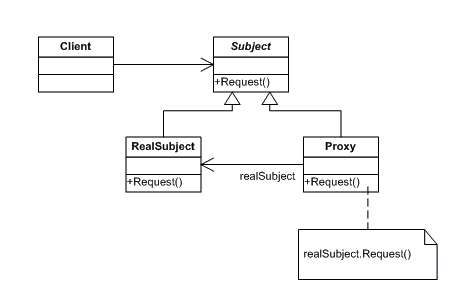 Client
Subject
+Request()
RealSubject
+Request()
Proxy
+Request()
realSubject
realSubject.Request()